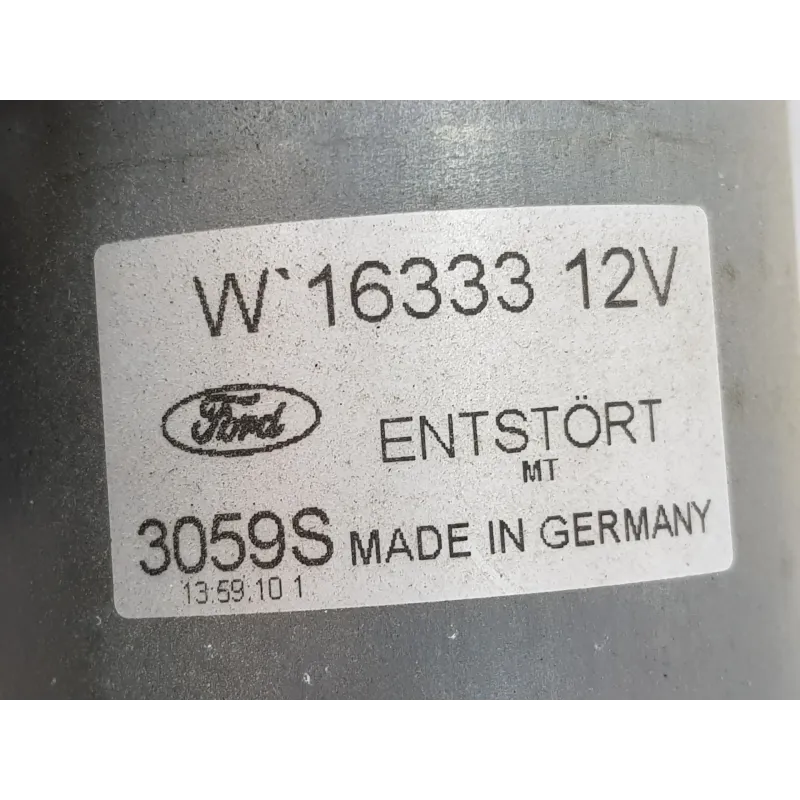 W`16333 12V
Ford
ENTSTÖRT
MT
3059S MADE IN GERMANY
13:59.10 1